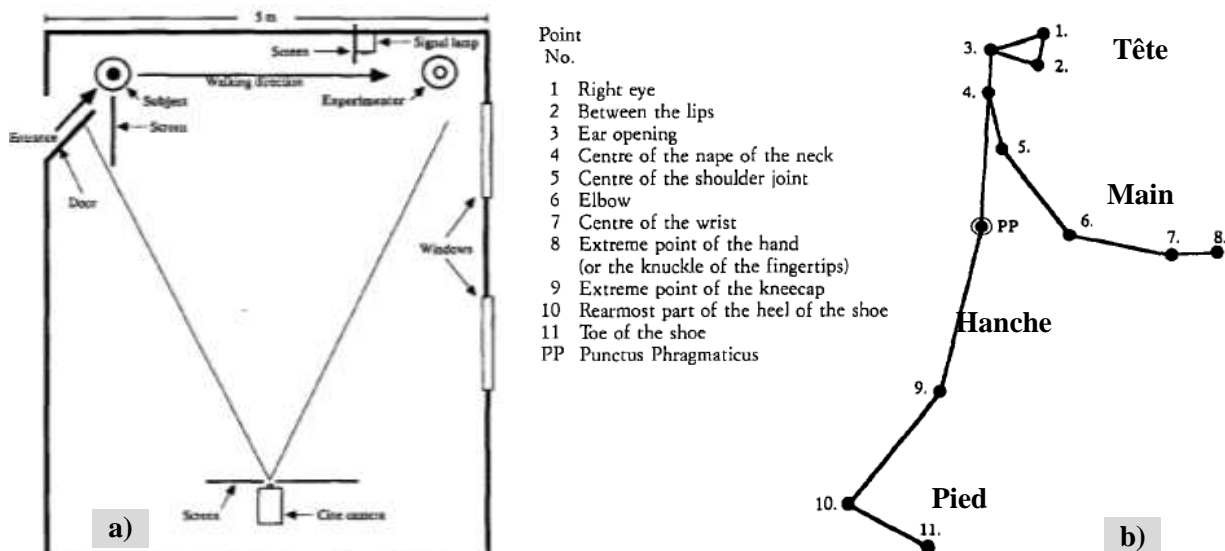 5 m
Screen
Signal lamp
Walking direction
Subject
Experimenter
Entrance
Screen
Door
Windows
Screen
Cine camera
a)
Point
No.
1 Right eye
2 Between the lips
3 Ear opening
4 Centre of the nape of the neck
5 Centre of the shoulder joint
6 Elbow
7 Centre of the wrist
8 Extreme point of the hand
(or the knuckle of the fingertips)
9 Extreme point of the kneecap
10 Rearmost part of the heel of the shoe
11 Toe of the shoe
PP Punctus Phragmaticus
1.
Tête
3.
2.
4.
5.
Main
6.
PP
7.
8.
Hanche
9.
10.
Pied
11.
b)